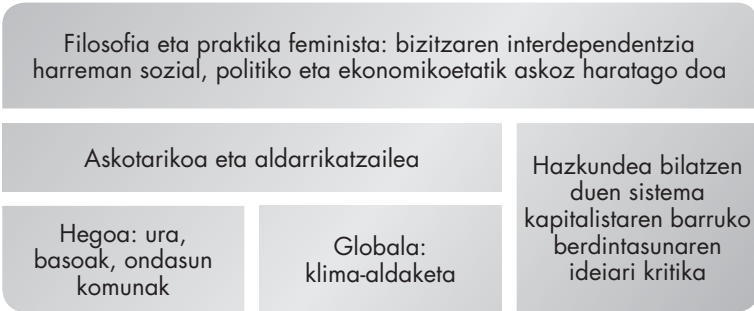 Filosofia eta praktika feminista: bizitzaren interdependentzia
harreman sozial, politiko eta ekonomikoetatik askoz haratago doa
Askotarikoa eta aldarrikatzailea
Hegoa: ura,
basoak, ondasun
komunak
Globala:
klima-aldaketa
Hazkundea bilatzen
duen sistema
kapitalistaren barruko
berdintasunaren
ideiari kritika